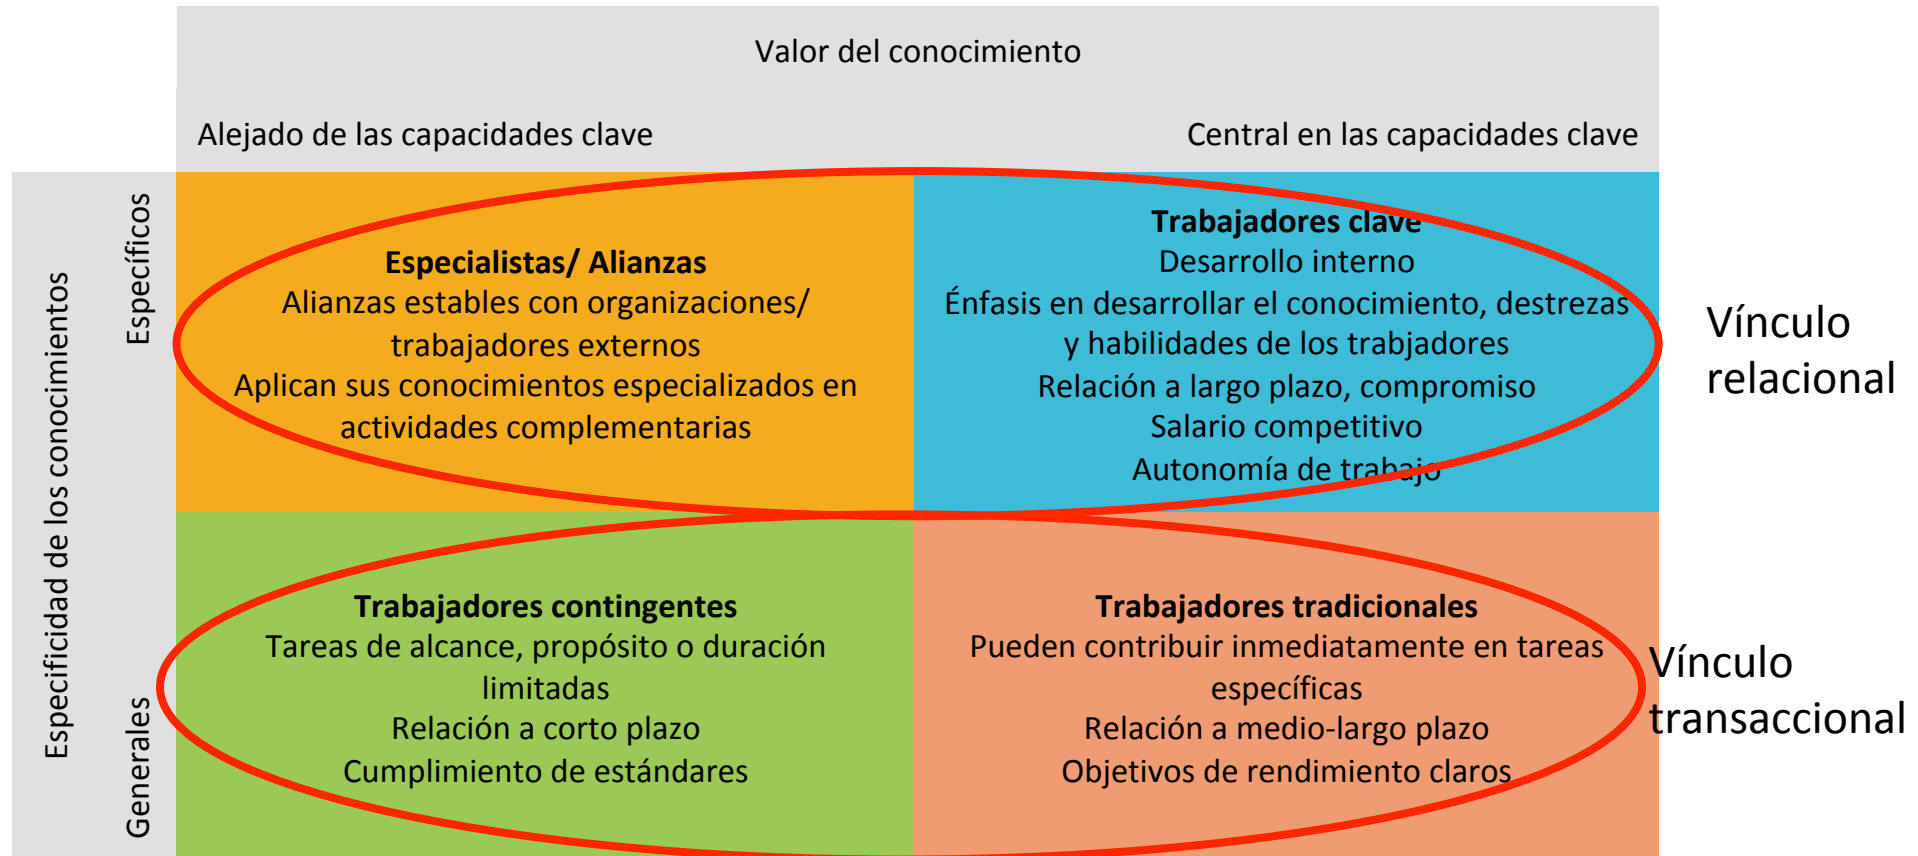 Valor del conocimiento
Alejado de las capacidades clave
Central en las capacidades clave
Especificidad de los conocimientos
Específicos
Especialistas/ Alianzas
Alianzas estables con organizaciones/
trabajadores externos
Aplican sus conocimientos especializados en
actividades complementarias
Trabajadores clave
Desarrollo interno
Énfasis en desarrollar el conocimiento, destrezas
y habilidades de los trabjadores
Relación a largo plazo, compromiso
Salario competitivo
Autonomía de trabajo
Vínculo
relacional
Generales
Trabajadores contingentes
Tareas de alcance, propósito o duración
limitadas
Relación a corto plazo
Cumplimiento de estándares
Trabajadores tradicionales
Pueden contribuir inmediatamente en tareas
específicas
Relación a medio-largo plazo
Objetivos de rendimiento claros
Vínculo
transaccional